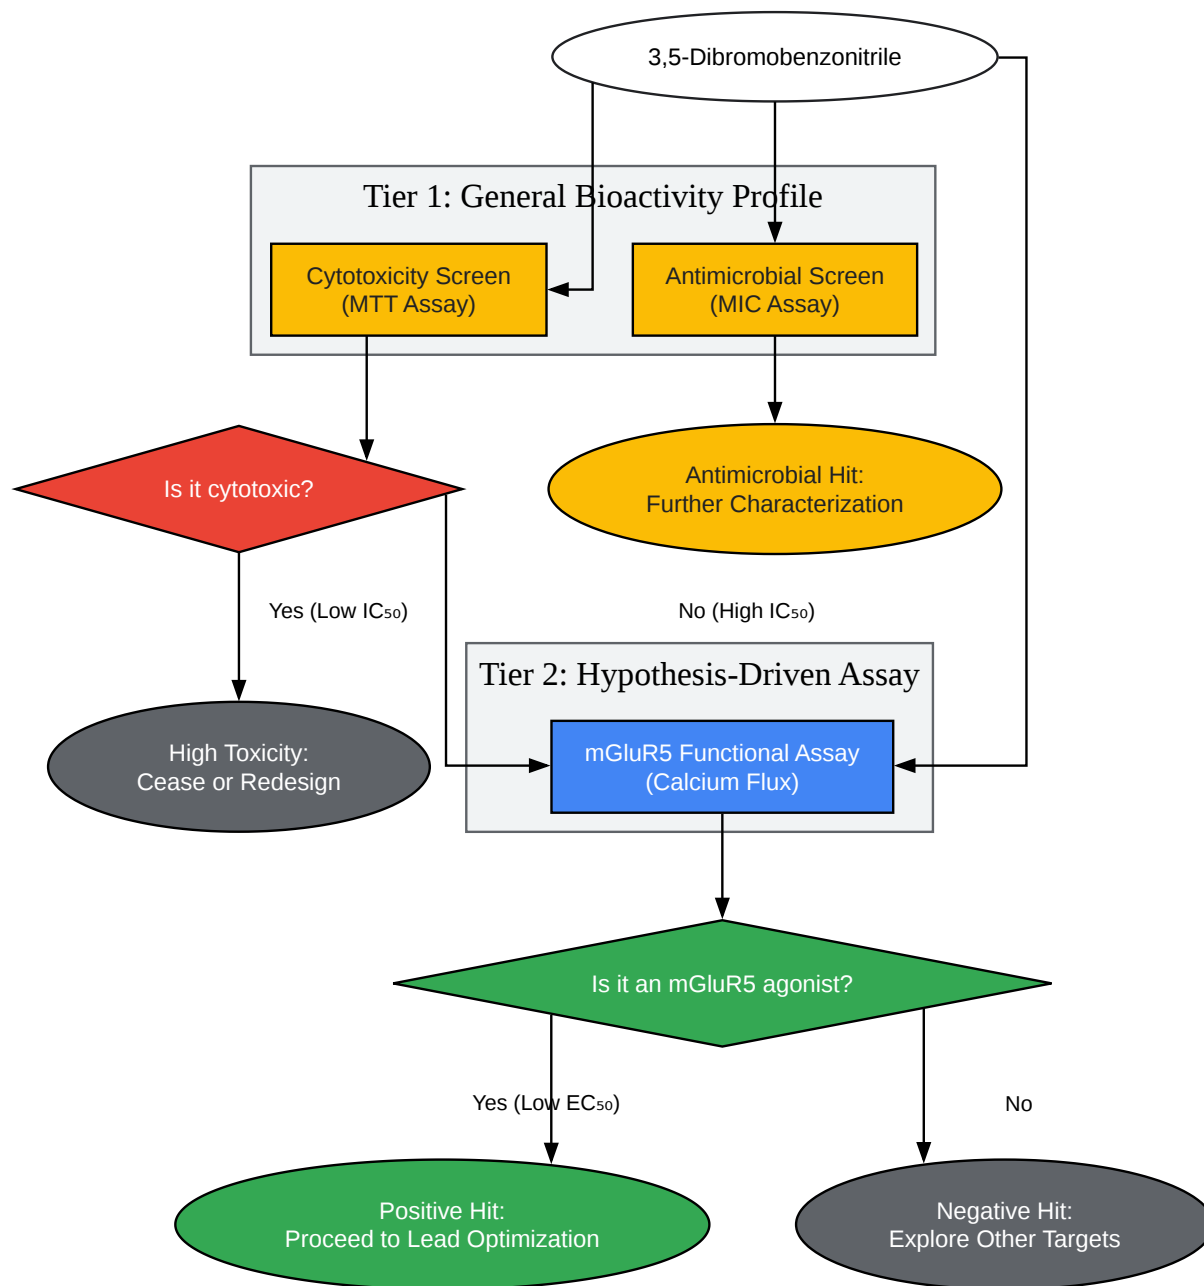 3,5-Dibromobenzonitrile
Tier 1: General Bioactivity Profile
Cytotoxicity Screen
(MTT Assay)
Antimicrobial Screen
(MIC Assay)
Is it cytotoxic?
Antimicrobial Hit:
Further Characterization
Yes (Low IC₅₀)
No (High IC₅₀)
Tier 2: Hypothesis-Driven Assay
mGluR5 Functional Assay
(Calcium Flux)
High Toxicity:
Cease or Redesign
Is it an mGluR5 agonist?
Yes (Low EC₅₀)
No
Positive Hit:
Proceed to Lead Optimization
Negative Hit:
Explore Other Targets